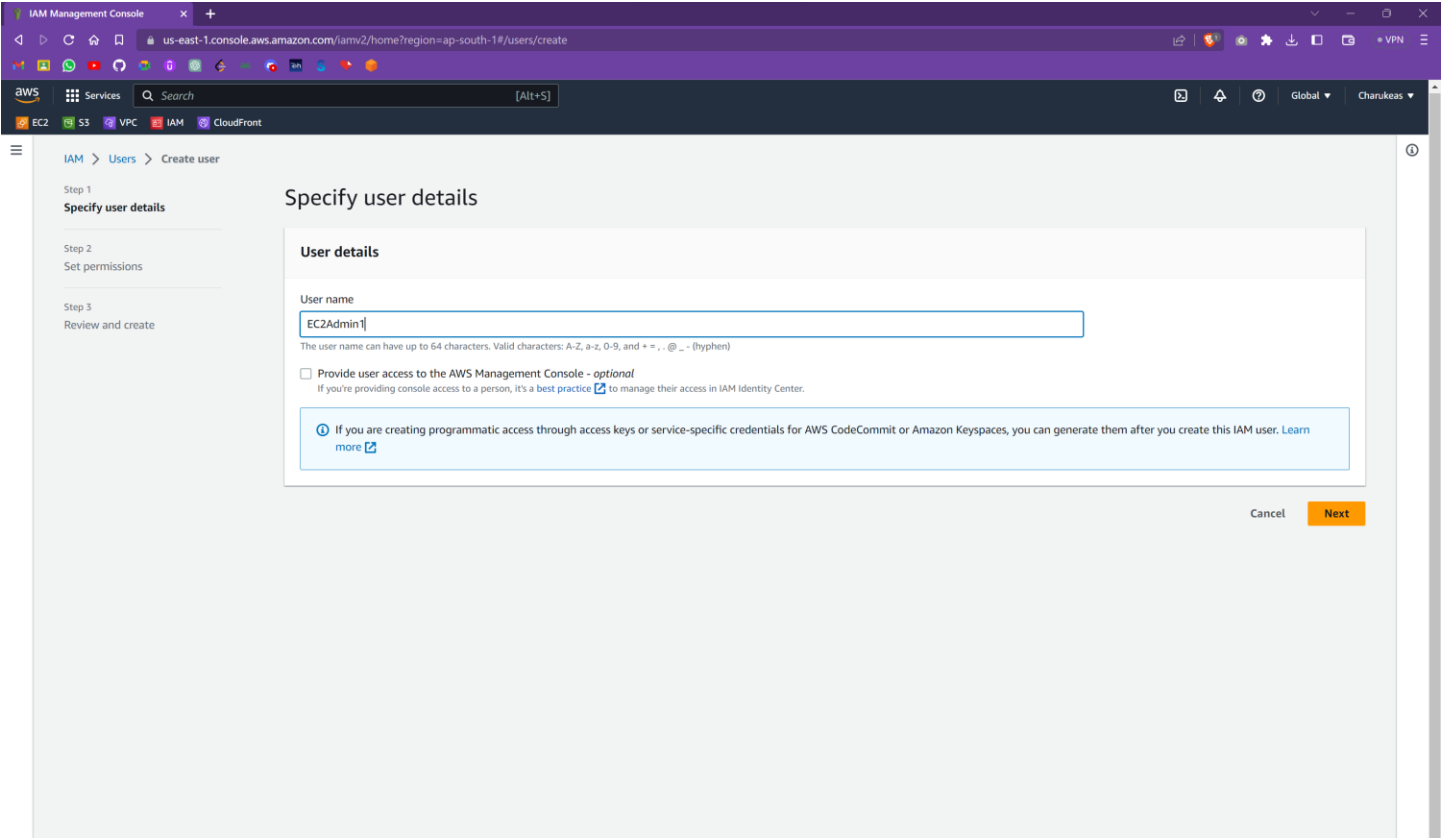 IAM Management Console
us-east-1.console.aws.amazon.com/iamv2/home?region=ap-south-1#/users/create
VPN
aws
Services
Search
[Alt+S]
Global
Charukeas
EC2
S3
VPC
IAM
CloudFront
IAM > Users > Create user
Step 1
Specify user details
Step 2
Set permissions
Step 3
Review and create
Specify user details
User details
User name
EC2Admin1
The user name can have up to 64 characters. Valid characters: A-Z, a-z, 0-9, and + = , . @ _ - (hyphen)
Provide user access to the AWS Management Console - optional
If you're providing console access to a person, it's a best practice to manage their access in IAM Identity Center.
If you are creating programmatic access through access keys or service-specific credentials for AWS CodeCommit or Amazon Keyspaces, you can generate them after you create this IAM user. Learn
more
Cancel
Next